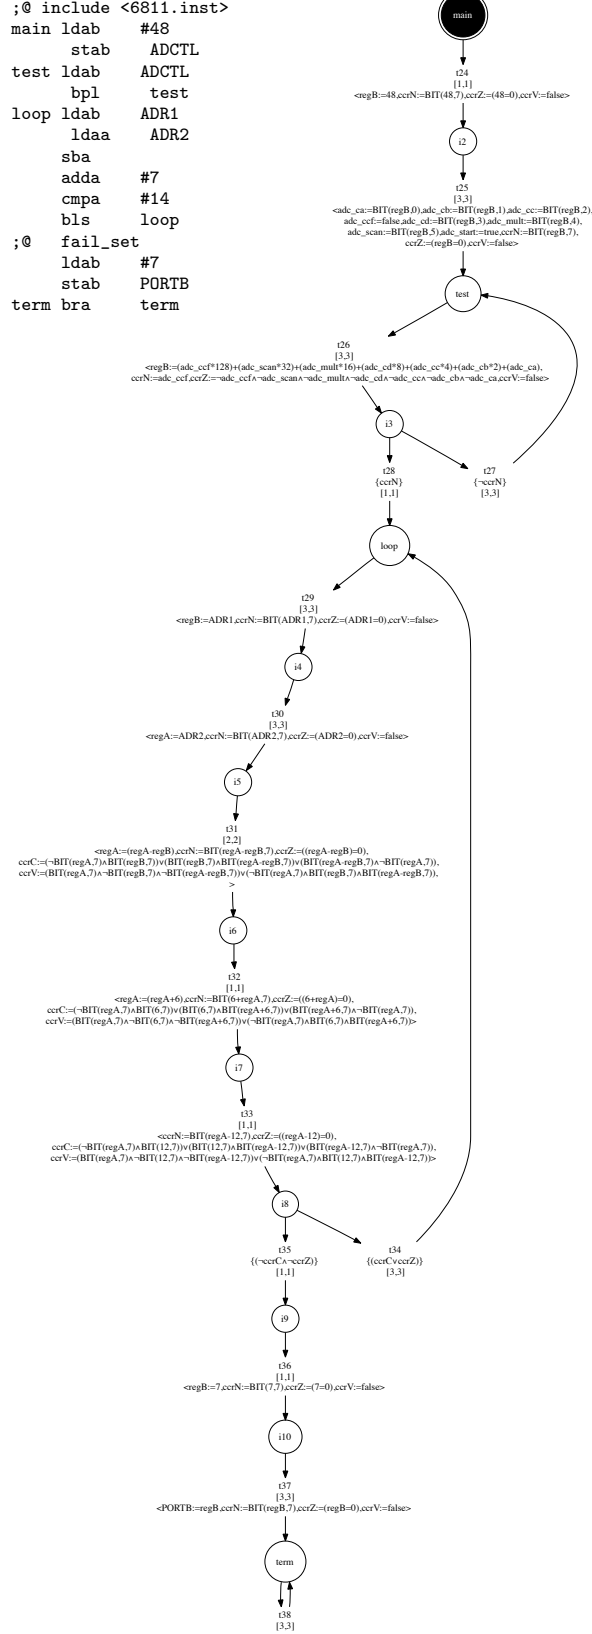 ;@ include <6811.inst>
main ldab #48
stab ADCTL
test ldab ADCTL
bpl test
loop ldab ADR1
ldaa ADR2
sba
adda #7
cmpa #14
bls loop
;@ fail_set
ldab #7
stab PORTB
term bra term
main
t24
[1,1]
<regB:=48,ccrN:=BIT(48,7),ccrZ:=(48=0),ccrV:=false>
i2
t25
[3,3]
<adc_ca:=BIT(regB,0),adc_cb:=BIT(regB,1),adc_cc:=BIT(regB,2),
adc_ccf:=false,adc_cd:=BIT(regB,3),adc_mult:=BIT(regB,4),
adc_scan:=BIT(regB,5),adc_start:=true,ccrN:=BIT(regB,7),
ccrZ:=(regB=0),ccrV:=false>
test
t26
[3,3]
<regB:=(adc_ccf*128)+(adc_scan*32)+(adc_mult*16)+(adc_cd*8)+(adc_cc*4)+(adc_cb*2)+(adc_ca),
ccrN:=adc_ccf,ccrZ:=¬adc_ccf∧¬adc_scan∧¬adc_mult∧¬adc_cd∧¬adc_cc∧¬adc_cb∧¬adc_ca,ccrV:=false>
i3
t28
{ccrN}
[1,1]
t27
{¬ccrN}
[3,3]
loop
t29
[3,3]
<regB:=ADR1,ccrN:=BIT(ADR1,7),ccrZ:=(ADR1=0),ccrV:=false>
i4
t30
[3,3]
<regA:=ADR2,ccrN:=BIT(ADR2,7),ccrZ:=(ADR2=0),ccrV:=false>
i5
t31
[2,2]
<regA:=(regA-regB),ccrN:=BIT(regA-regB,7),ccrZ:=((regA-regB)=0),
ccrC:=(¬BIT(regA,7)∧BIT(regB,7))∨(BIT(regB,7)∧BIT(regA-regB,7))∨(BIT(regA-regB,7)∧¬BIT(regA,7)),
ccrV:=(BIT(regA,7)∧¬BIT(regB,7)∧¬BIT(regA-regB,7))∨(¬BIT(regA,7)∧BIT(regB,7)∧BIT(regA-regB,7)),
>
i6
t32
[1,1]
<regA:=(regA+6),ccrN:=BIT(6+regA,7),ccrZ:=((6+regA)=0),
ccrC:=(¬BIT(regA,7)∧BIT(6,7))∨(BIT(6,7)∧BIT(regA+6,7))∨(BIT(regA+6,7)∧¬BIT(regA,7)),
ccrV:=(BIT(regA,7)∧¬BIT(6,7)∧¬BIT(regA+6,7))∨(¬BIT(regA,7)∧BIT(6,7)∧BIT(regA+6,7))>
i7
t33
[1,1]
<ccrN:=BIT(regA-12,7),ccrZ:=((regA-12)=0),
ccrC:=(¬BIT(regA,7)∧BIT(12,7))∨(BIT(12,7)∧BIT(regA-12,7))∨(BIT(regA-12,7)∧¬BIT(regA,7)),
ccrV:=(BIT(regA,7)∧¬BIT(12,7)∧¬BIT(regA-12,7))∨(¬BIT(regA,7)∧BIT(12,7)∧BIT(regA-12,7))>
i8
t35
{(¬ccrC∧¬ccrZ)}
[1,1]
t34
{(ccrC∨ccrZ)}
[3,3]
i9
t36
[1,1]
<regB:=7,ccrN:=BIT(7,7),ccrZ:=(7=0),ccrV:=false>
i10
t37
[3,3]
<PORTB:=regB,ccrN:=BIT(regB,7),ccrZ:=(regB=0),ccrV:=false>
term
t38
[3,3]